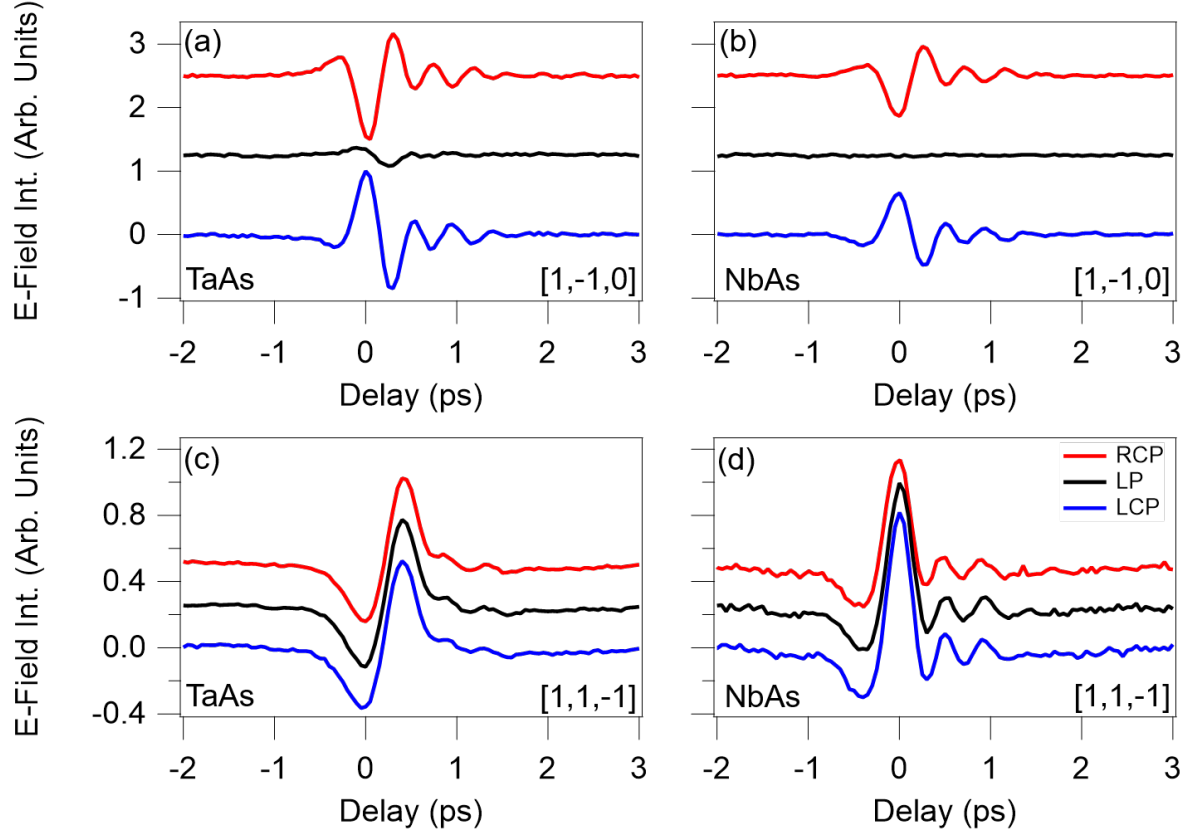 E-Field Int. (Arb. Units)
3
2
1
0
-1
(a)
TaAs
[1,-1,0]
-2 -1 0 1 2 3
Delay (ps)
(b)
NbAs
[1,-1,0]
-2 -1 0 1 2 3
Delay (ps)
E-Field Int. (Arb. Units)
1.2
0.8
0.4
0.0
-0.4
(c)
TaAs
[1,1,-1]
-2 -1 0 1 2 3
Delay (ps)
(d)
RCP
LP
LCP
NbAs
[1,1,-1]
-2 -1 0 1 2 3
Delay (ps)